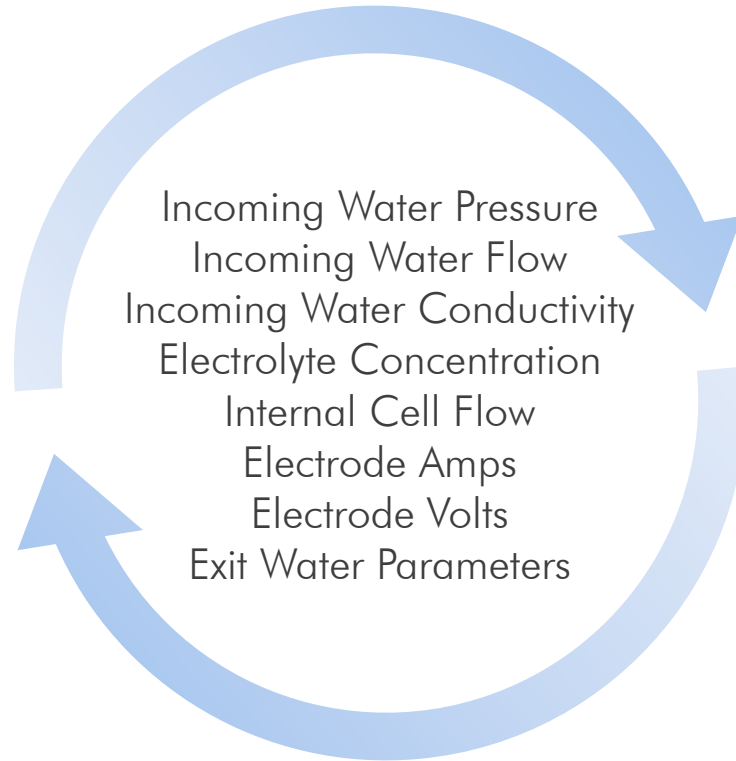 Incoming Water Pressure
Incoming Water Flow
Incoming Water Conductivity
Electrolyte Concentration
Internal Cell Flow
Electrode Amps
Electrode Volts
Exit Water Parameters